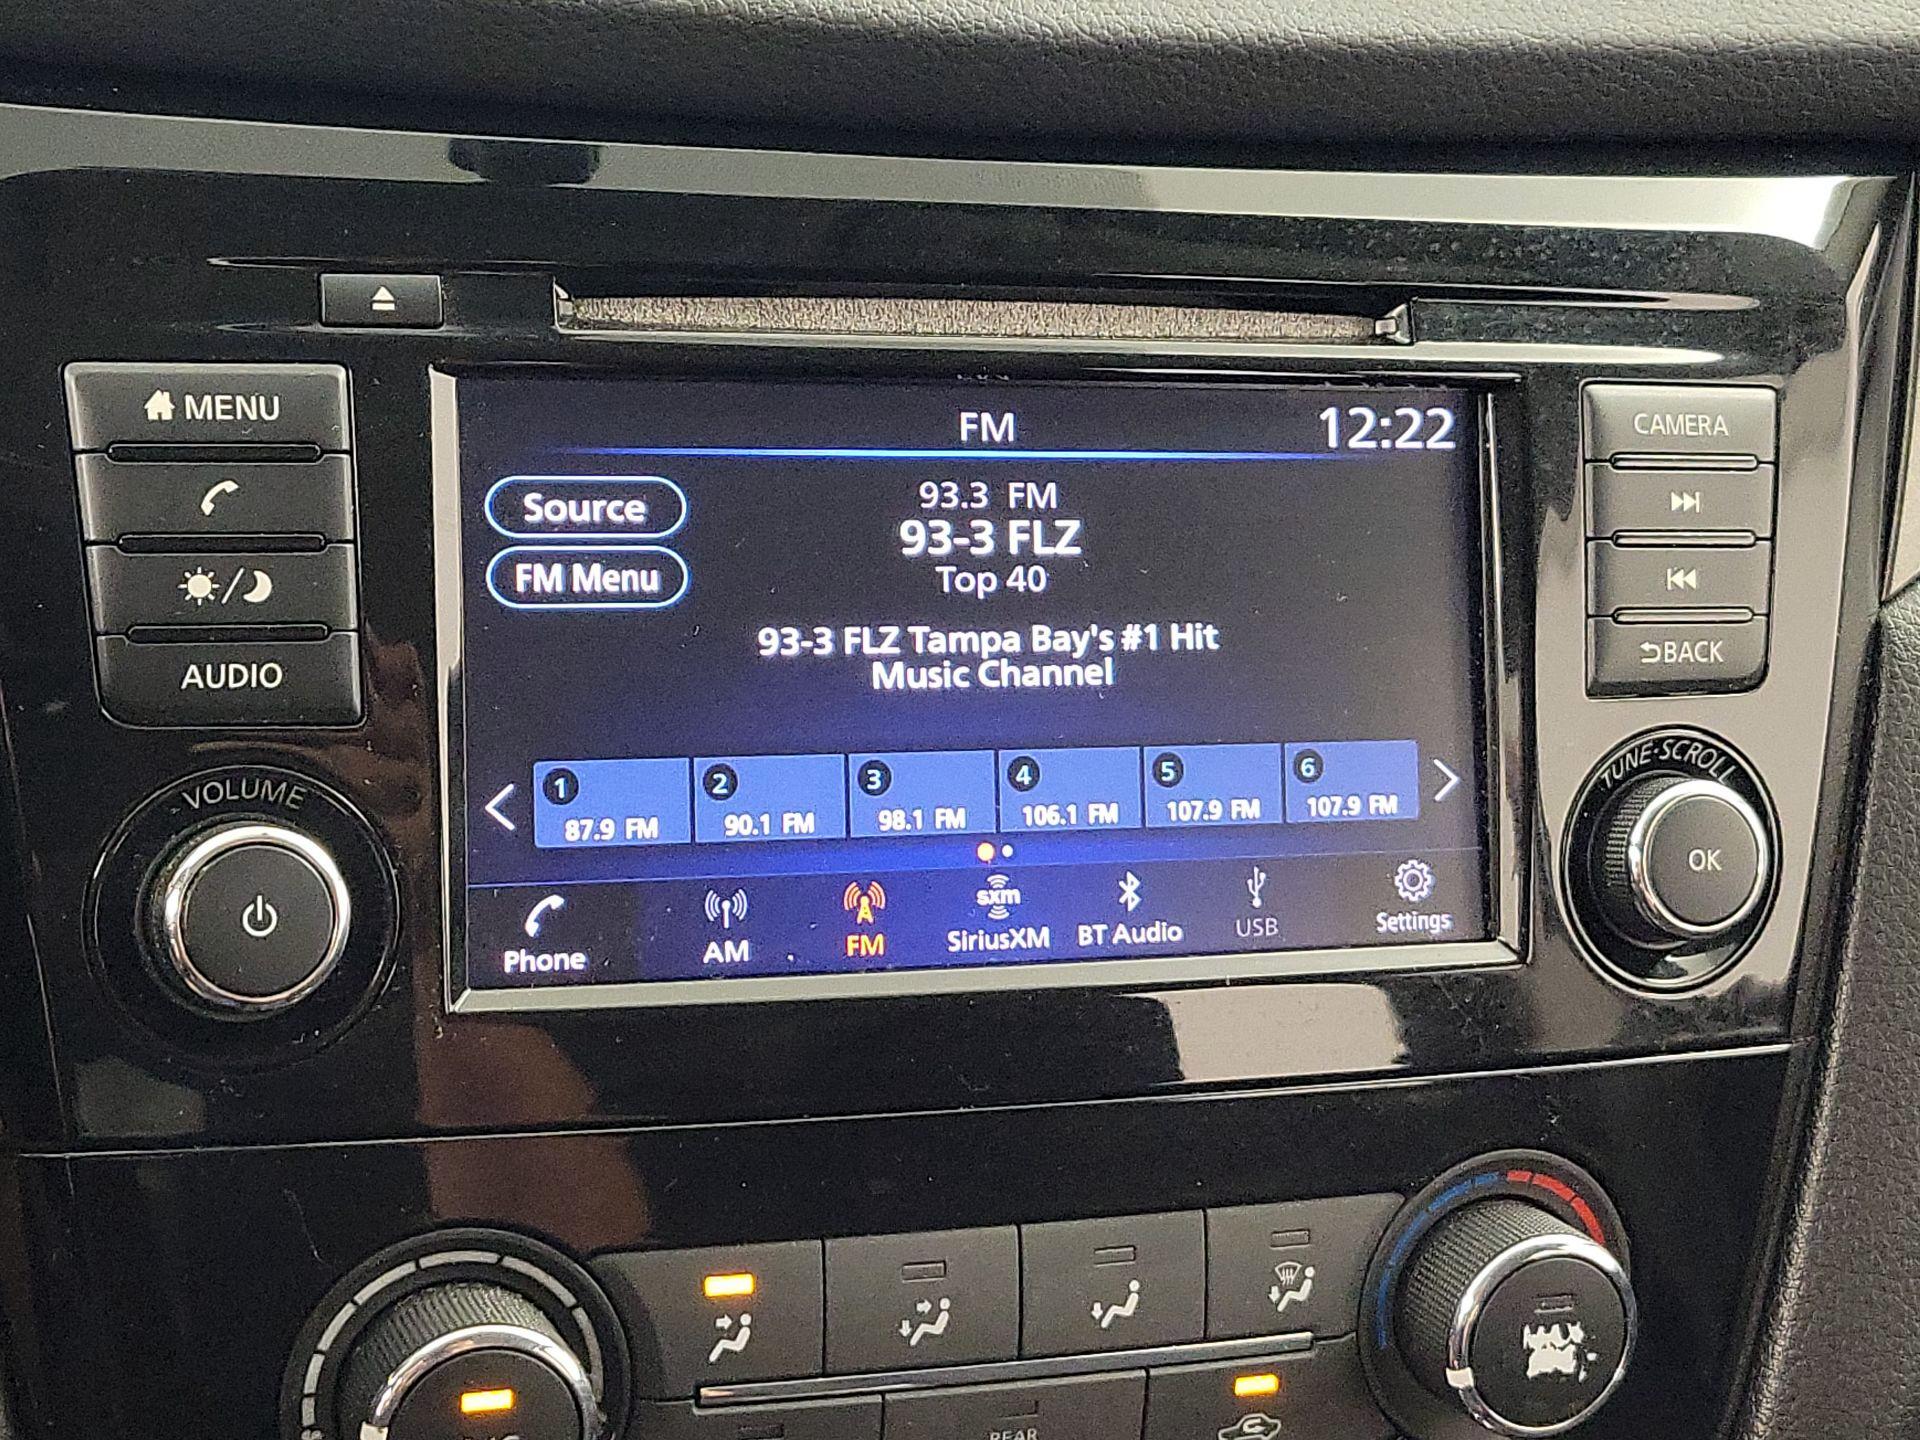 MENU
AUDIO
VOLUME
FM
12:22
Source
FM Menu
93.3 FM
93-3 FLZ
Top 40
93-3 FLZ Tampa Bay's #1 Hit
Music Channel
1
87.9 FM
2
90.1 FM
3
98.1 FM
4
106.1 FM
5
107.9 FM
6
107.9 FM
Phone
AM
FM
sxm
SiriusXM
BT Audio
USB
Settings
CAMERA
BACK
TUNE·SCROLL
OK
REAR